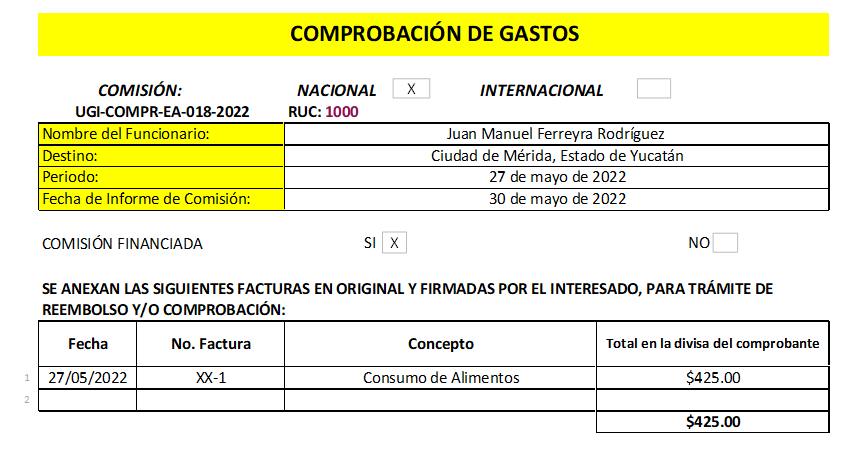 COMPROBACIÓN DE GASTOS
COMISIÓN: NACIONAL X INTERNACIONAL
UGI-COMPR-EA-018-2022 RUC: 1000
Nombre del Funcionario: Juan Manuel Ferreyra Rodríguez
Destino: Ciudad de Mérida, Estado de Yucatán
Periodo: 27 de mayo de 2022
Fecha de Informe de Comisión: 30 de mayo de 2022
COMISIÓN FINANCIADA SI X NO
SE ANEXAN LAS SIGUIENTES FACTURAS EN ORIGINAL Y FIRMADAS POR EL INTERESADO, PARA TRÁMITE DE
REEMBOLSO Y/O COMPROBACIÓN:
Fecha No. Factura Concepto Total en la divisa del comprobante
1 27/05/2022 XX-1 Consumo de Alimentos $425.00
2
$425.00